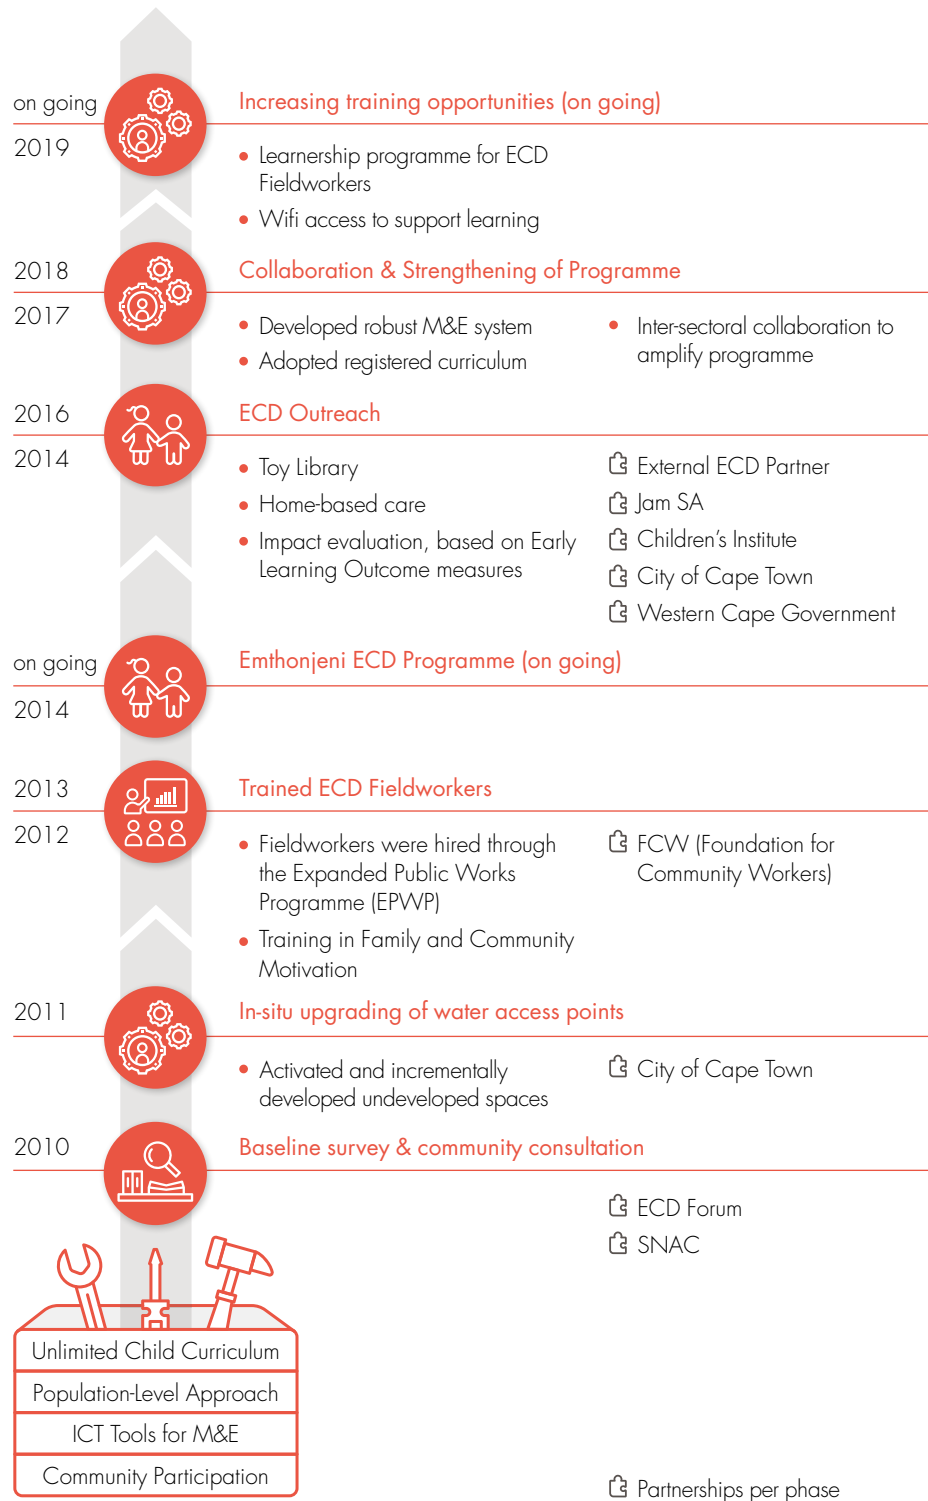 on going
Increasing training opportunities (on going)
2019
• Learnership programme for ECD
Fieldworkers
• Wifi access to support learning
2018
Collaboration & Strengthening of Programme
2017
• Developed robust M&E system
• Adopted registered curriculum
• Inter-sectoral collaboration to
amplify programme
2016
ECD Outreach
2014
• Toy Library
• Home-based care
• Impact evaluation, based on Early
Learning Outcome measures
External ECD Partner
Jam SA
Children's Institute
City of Cape Town
Western Cape Government
on going
Emthonjeni ECD Programme (on going)
2014
2013
Trained ECD Fieldworkers
2012
• Fieldworkers were hired through
the Expanded Public Works
Programme (EPWP)
• Training in Family and Community
Motivation
FCW (Foundation for
Community Workers)
2011
In-situ upgrading of water access points
• Activated and incrementally
developed undeveloped spaces
City of Cape Town
2010
Baseline survey & community consultation
ECD Forum
SNAC
Unlimited Child Curriculum
Population-Level Approach
ICT Tools for M&E
Community Participation
Partnerships per phase